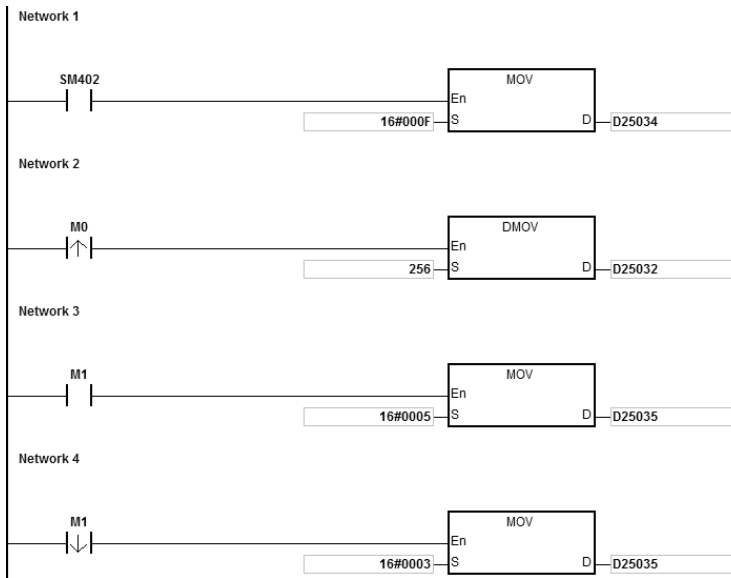 Network 1
SM402
MOV
En
16#000F S D D25034
Network 2
M0
DMOV
En
256 S D D25032
Network 3
M1
MOV
En
16#0005 S D D25035
Network 4
M1
MOV
En
16#0003 S D D25035